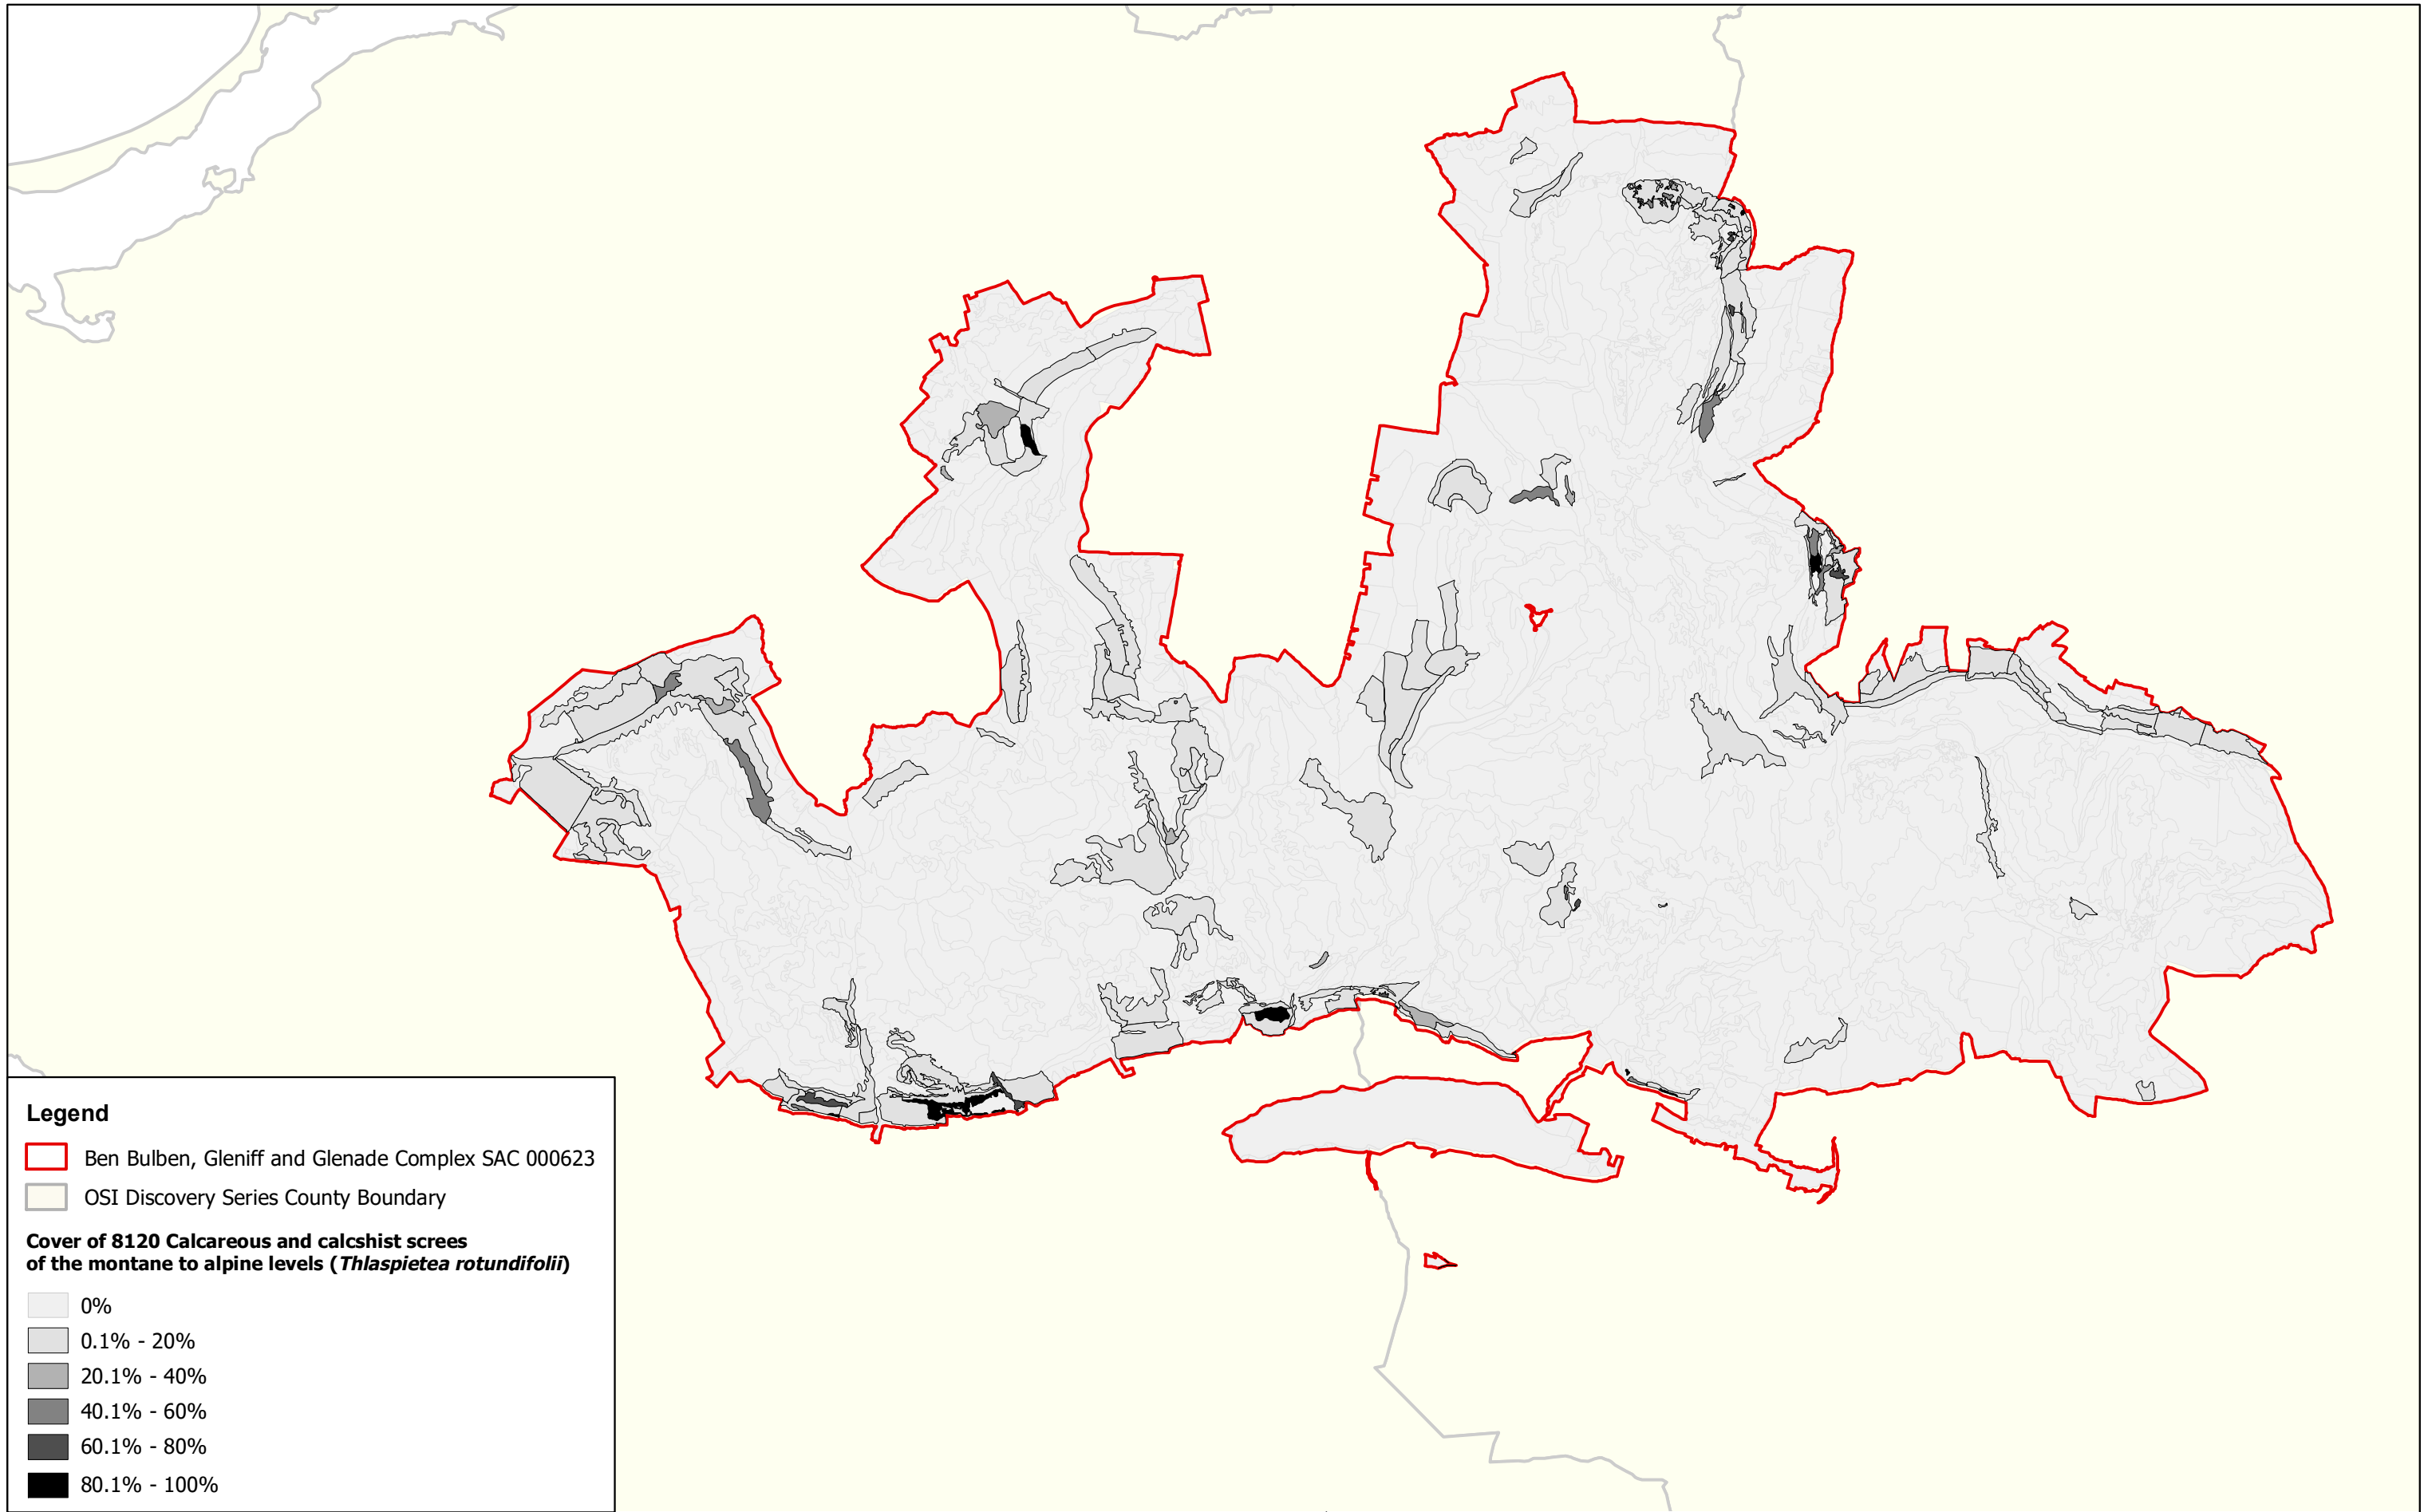 Legend
Ben Bulben, Gleniff and Glenade Complex SAC 000623
OSI Discovery Series County Boundary
Cover of 8120 Calcareous and calcshist screes
of the montane to alpine levels (Thlaspietea rotundifolii)
0%
0.1% - 20%
20.1% - 40%
40.1% - 60%
60.1% - 80%
80.1% - 100%